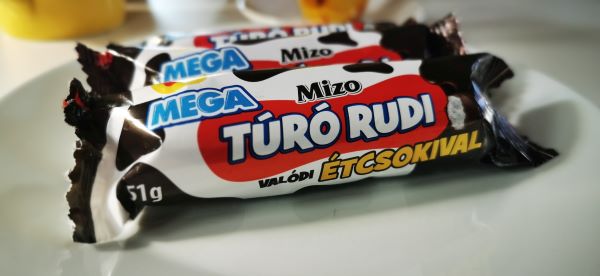 TÚRÓ RUDI
Mizo
MEGA
Mizo
MEGA
TÚRÓ RUDI
VALÓDI ÉTCSOKIVAL
51g